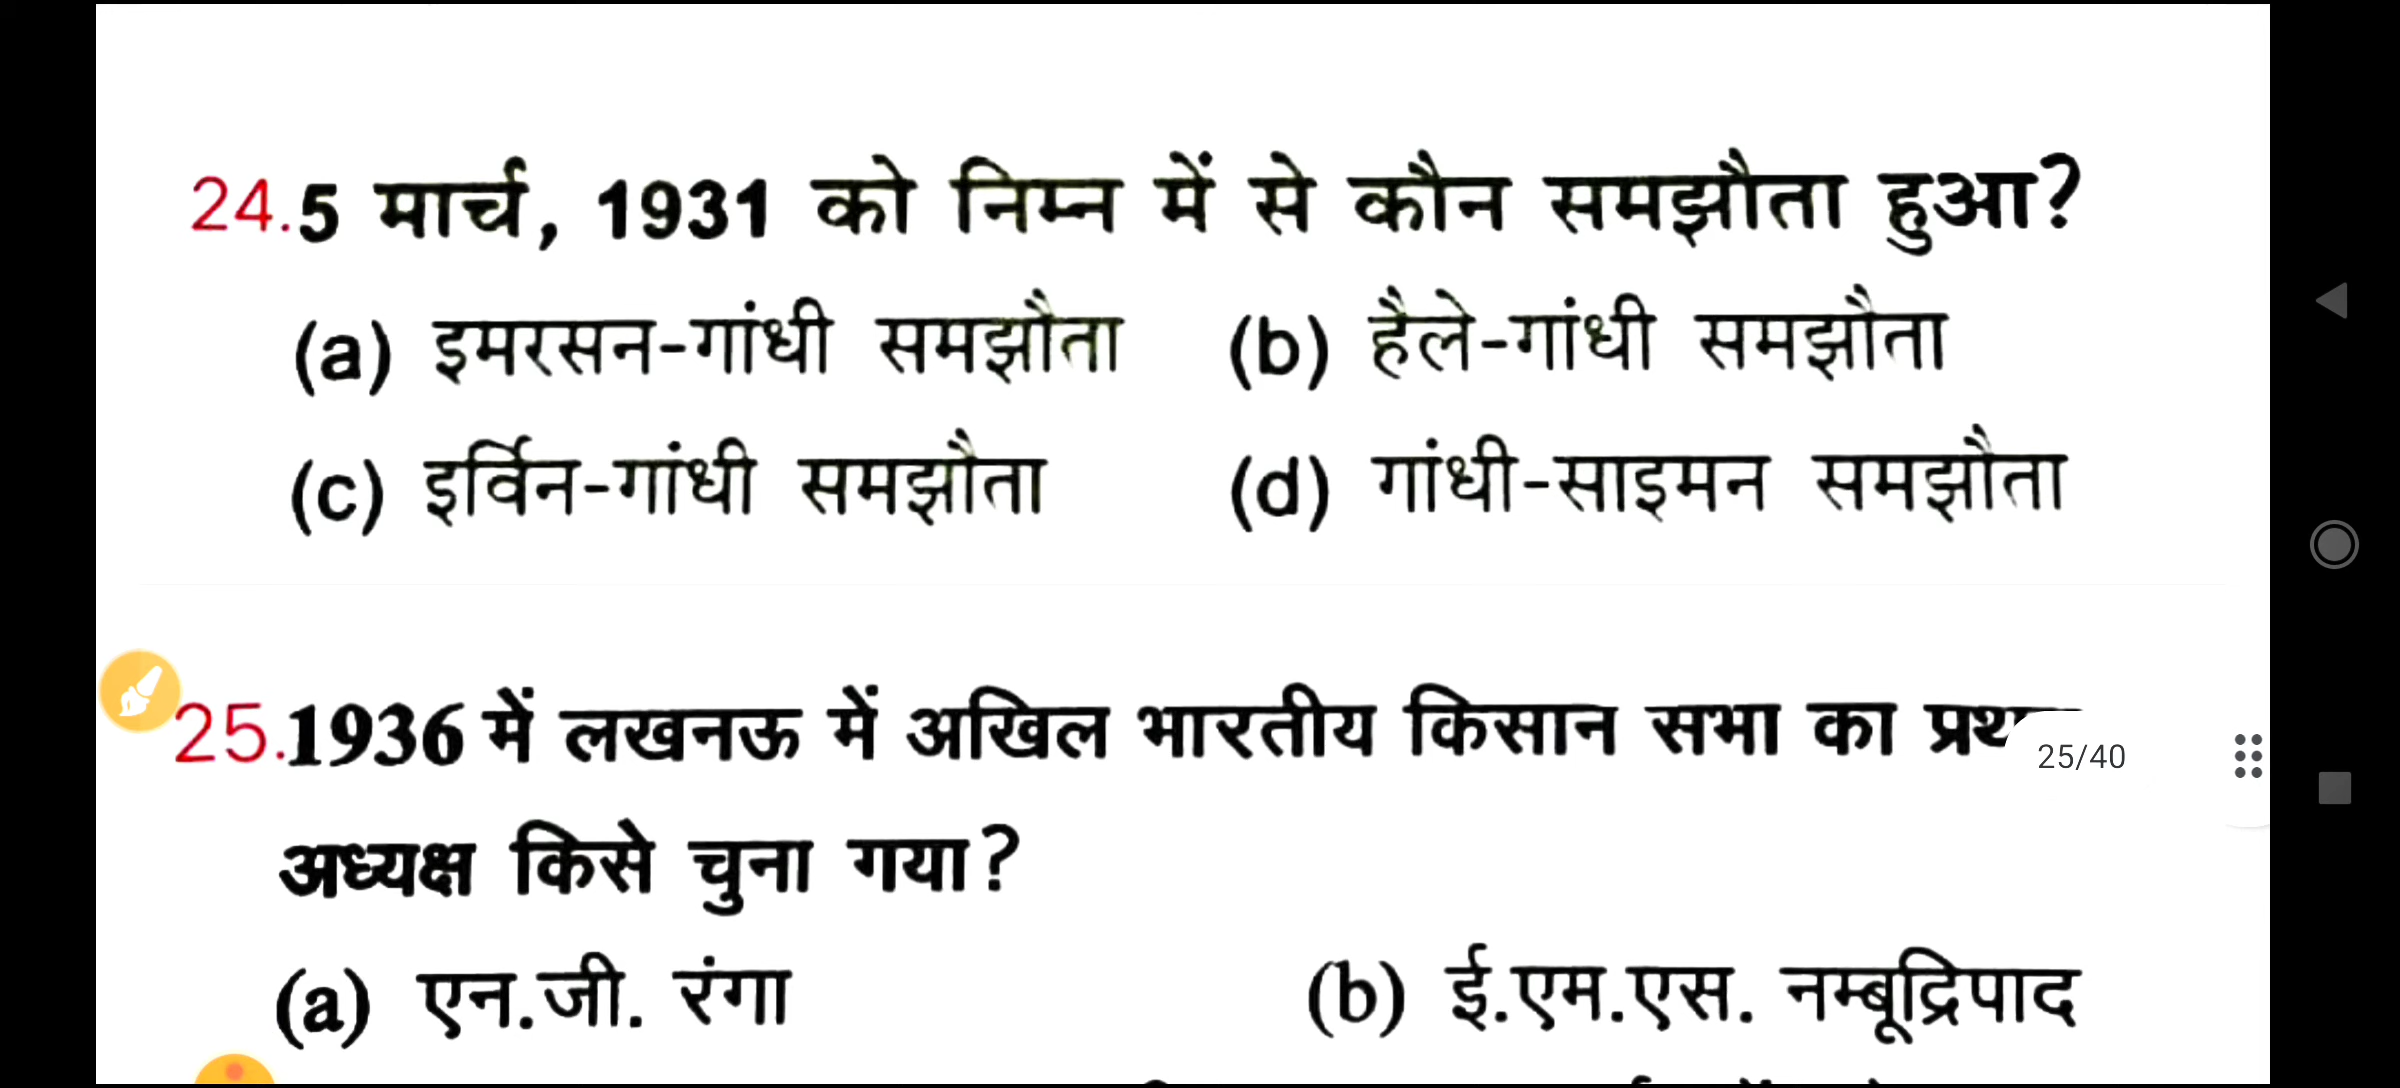 24.5 मार्च, 1931 को निम्न में से कौन समझौता हुआ?
(a) इमरसन-गांधी समझौता (b) हैले-गांधी समझौता
(c) इर्विन-गांधी समझौता (d) गांधी-साइमन समझौता
25.1936 में लखनऊ में अखिल भारतीय किसान सभा का
25/40
अध्यक्ष किसे चुना गया?
(a) एन.जी. रंगा (b) ई.एम.एस. नम्बूद्रिपाद